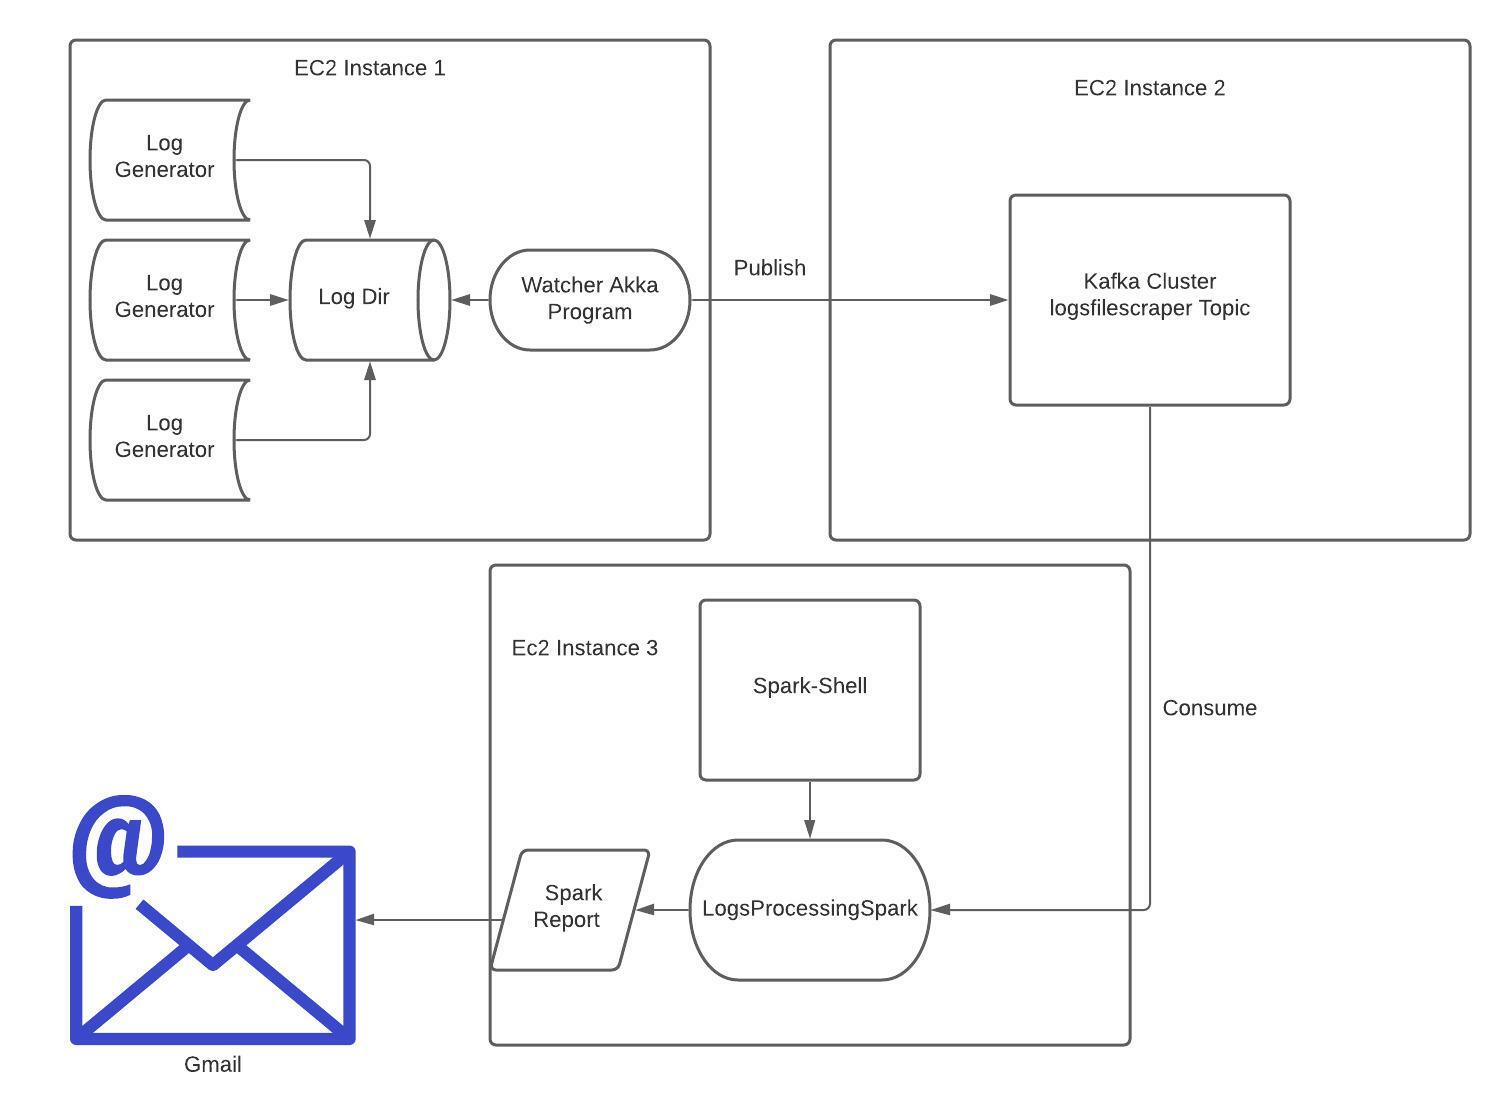 EC2 Instance 1
Log
Generator
Log
Generator
Log
Generator
Log Dir
Watcher Akka
Program
Publish
EC2 Instance 2
Kafka Cluster
logsfilescraper Topic
Consume
Ec2 Instance 3
Spark-Shell
LogsProcessingSpark
Spark
Report
@
Gmail